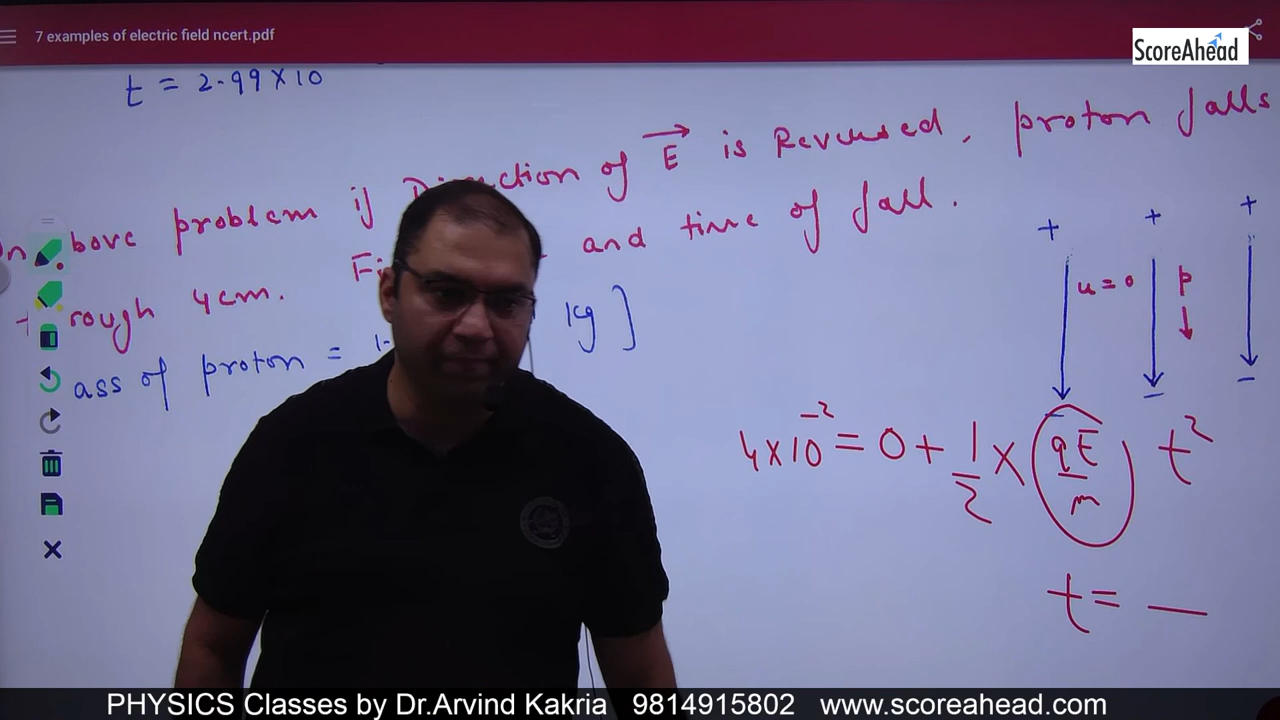 7 examples of electric field ncert.pdf
ScoreAhead
t = 2.99×10
bove problem if Direction of E⃗ is Reversed, proton falls
rough 4cm. and time of fall.
ass of proton = kg ]
+ + +
u=0 p
− − −
4×10⁻² = 0 + 1/2 × (qE/m) t²
t = —
PHYSICS Classes by Dr.Arvind Kakria 9814915802 www.scoreahead.com